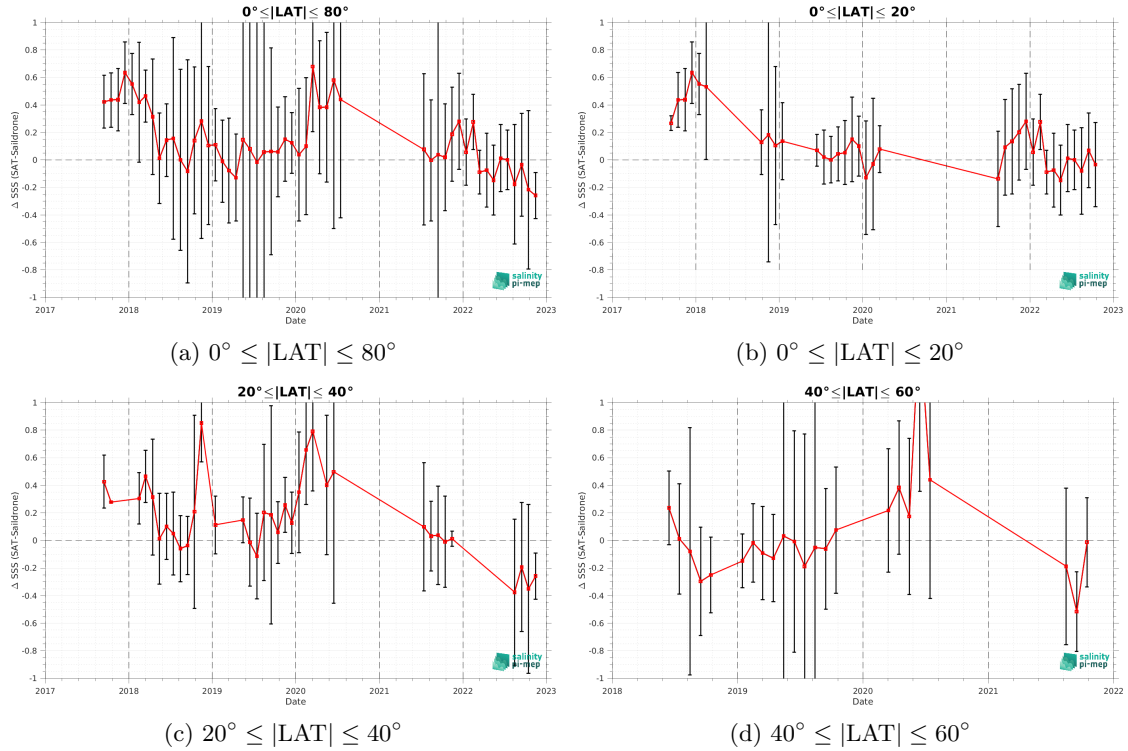 0°≤|LAT|≤ 80°
1
0.8
0.6
0.4
0.2
0
-0.2
-0.4
-0.6
-0.8
-1
Δ SSS (SAT-Saildrone)
2017 2018 2019 2020 2021 2022 2023
Date
salinity
pi-mep
(a) 0° ≤ |LAT| ≤ 80°
0°≤|LAT|≤ 20°
1
0.8
0.6
0.4
0.2
0
-0.2
-0.4
-0.6
-0.8
-1
Δ SSS (SAT-Saildrone)
2017 2018 2019 2020 2021 2022 2023
Date
salinity
pi-mep
(b) 0° ≤ |LAT| ≤ 20°
20°≤|LAT|≤ 40°
1
0.8
0.6
0.4
0.2
0
-0.2
-0.4
-0.6
-0.8
-1
Δ SSS (SAT-Saildrone)
2017 2018 2019 2020 2021 2022 2023
Date
salinity
pi-mep
(c) 20° ≤ |LAT| ≤ 40°
40°≤|LAT|≤ 60°
1
0.8
0.6
0.4
0.2
0
-0.2
-0.4
-0.6
-0.8
-1
Δ SSS (SAT-Saildrone)
2018 2019 2020 2021 2022
Date
salinity
pi-mep
(d) 40° ≤ |LAT| ≤ 60°